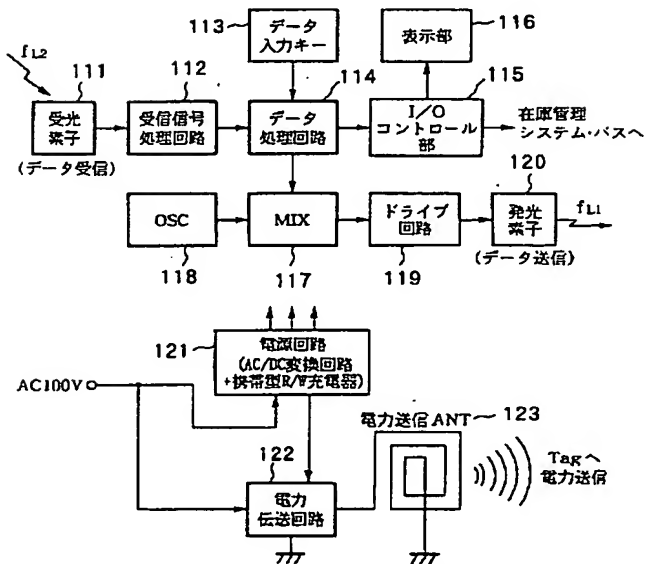 113
データ
入力キー
表示部
116
fL2
111
112
114
115
受光
素子
受信信号
処理回路
データ
処理回路
I/O
コントロール
部
在庫管理
システム・バスへ
(データ受信)
120
OSC
MIX
ドライブ
回路
発光
素子
fL1
118
117
119
(データ送信)
121
電源回路
(AC/DC変換回路
+携帯型R/W充電器)
AC100V
電力送信ANT
123
122
電力
伝送回路
Tagへ
電力送信